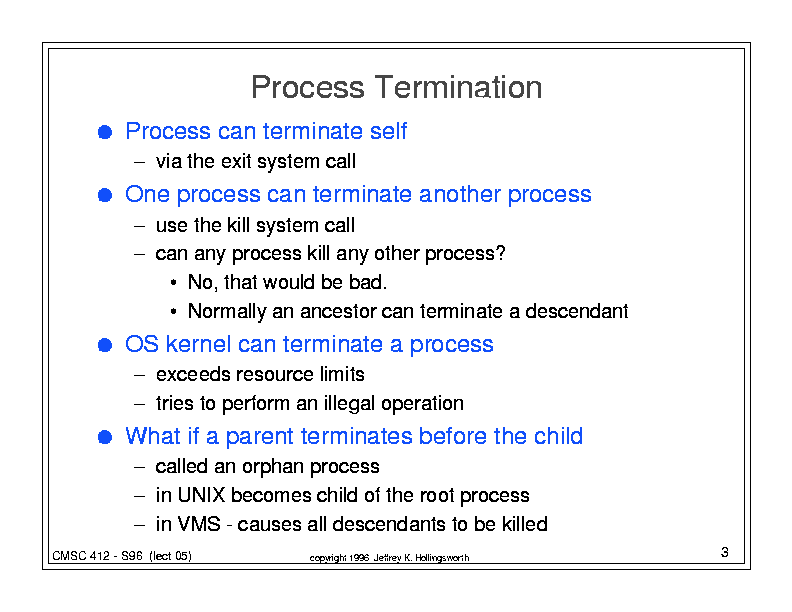 Process Termination
● Process can terminate self
– via the exit system call
● One process can terminate another process
– use the kill system call
– can any process kill any other process?
• No, that would be bad.
• Normally an ancestor can terminate a descendant
● OS kernel can terminate a process
– exceeds resource limits
– tries to perform an illegal operation
● What if a parent terminates before the child
– called an orphan process
– in UNIX becomes child of the root process
– in VMS - causes all descendants to be killed
CMSC 412 - S96 (lect 05)
copyright 1996 Jeffrey K. Hollingsworth
3